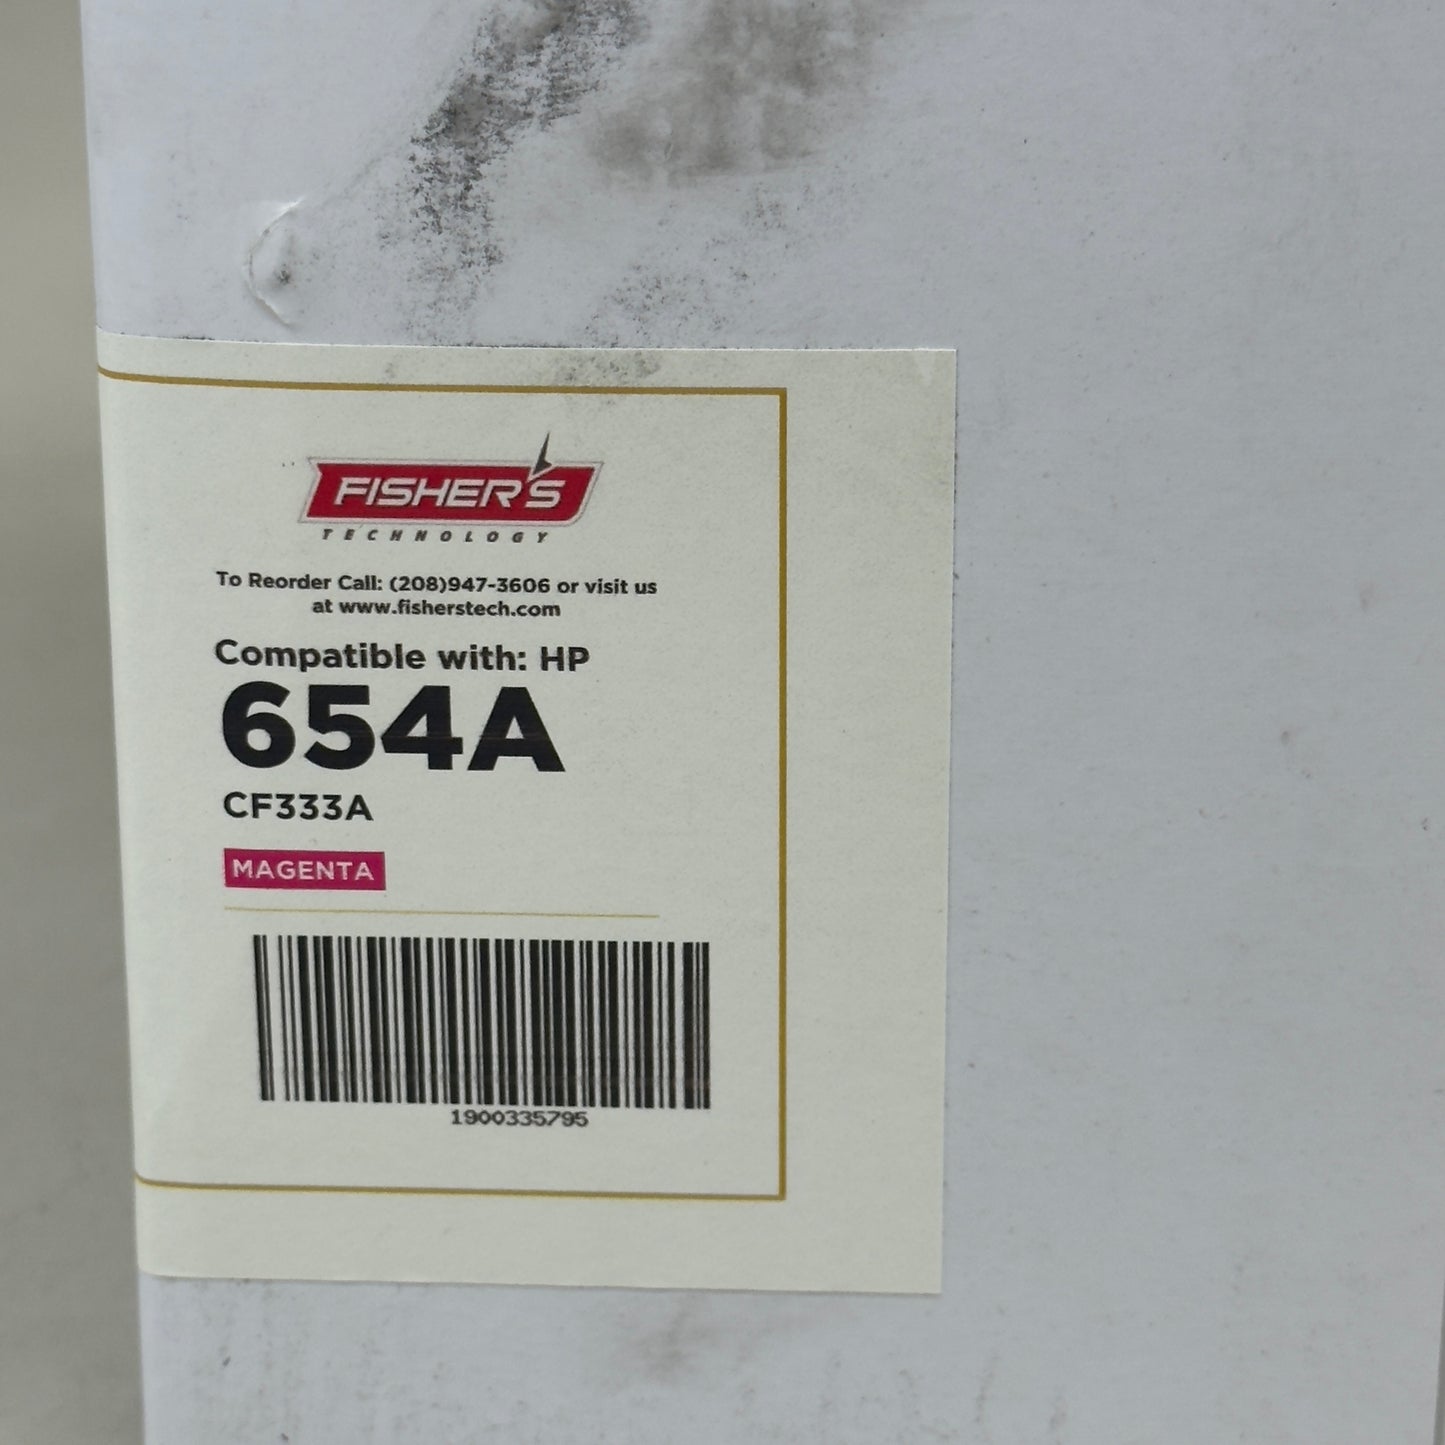 FISHER'S
TECHNOLOGY
To Reorder Call: (208)947-3606 or visit us
at www.fisherstech.com
Compatible with: HP
654A
CF333A
MAGENTA
1900335795